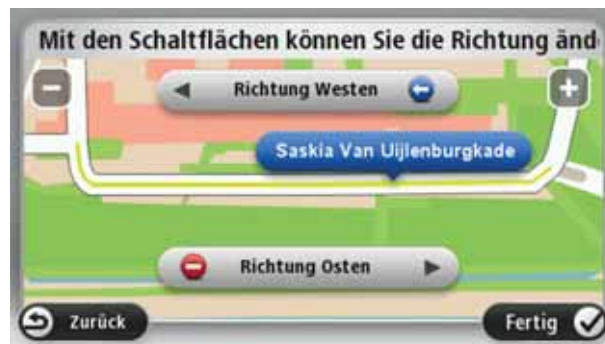 Mit den Schaltflächen können Sie die Richtung änd
Richtung Westen
Saskia Van Uijlenburgkade
Richtung Osten
Zurück
Fertig